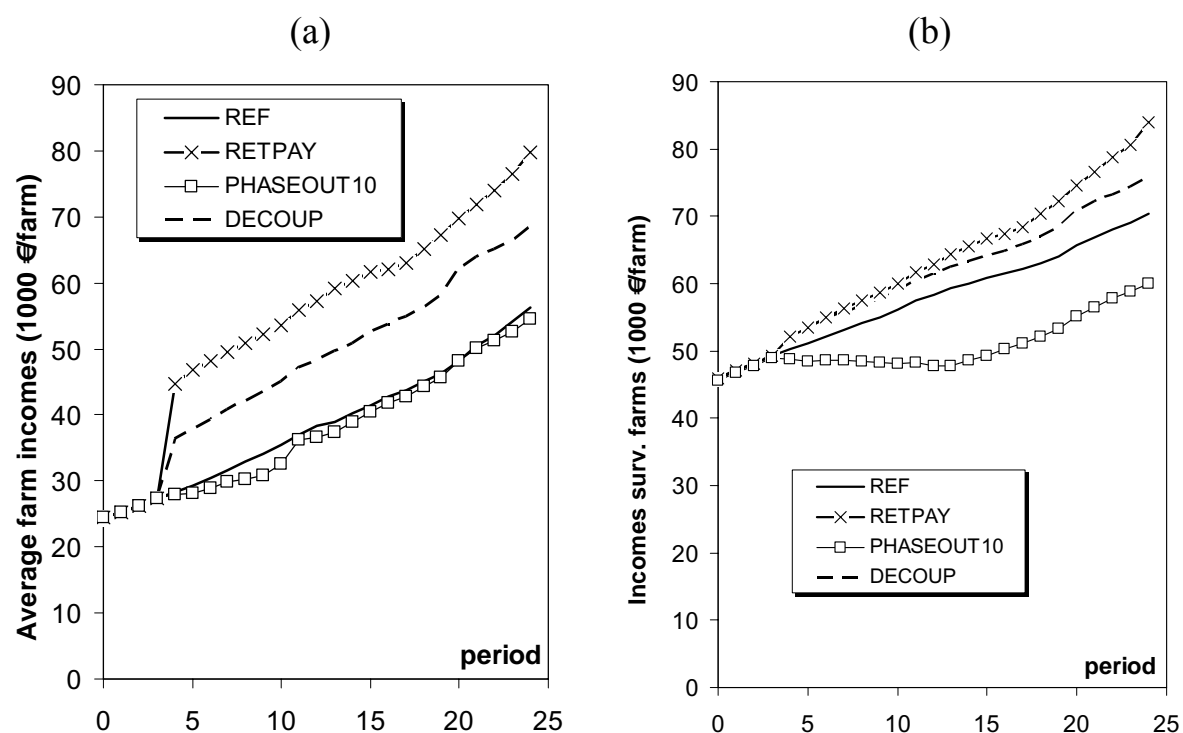 (a)
Average farm incomes (1000 €/farm)
90
80
70
60
50
40
30
20
10
0
REF
RETPAY
PHASEOUT10
DECOUP
period
0 5 10 15 20 25
(b)
Incomes surv. farms (1000 €/farm)
90
80
70
60
50
40
30
20
10
0
REF
RETPAY
PHASEOUT10
DECOUP
period
0 5 10 15 20 25